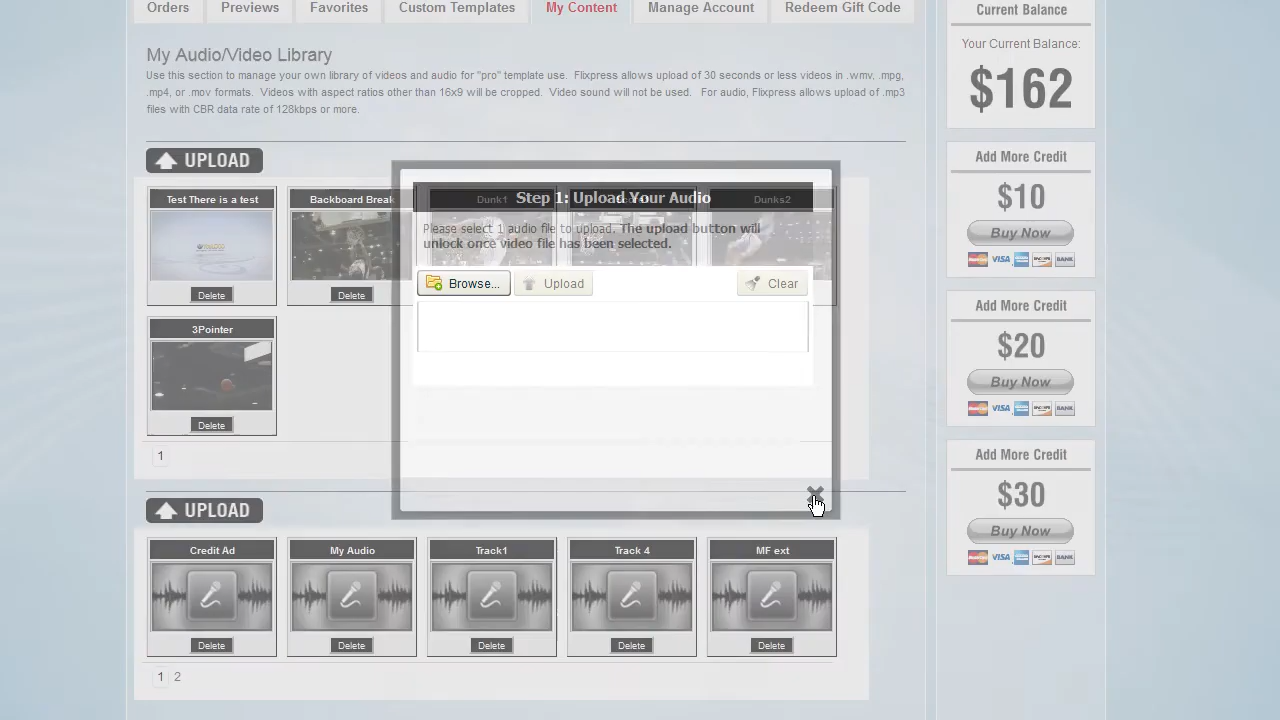 Orders
Previews
Favorites
Custom Templates
My Content
Manage Account
Redeem Gift Code
My Audio/Video Library
Use this section to manage your own library of videos and audio for "pro" template use. Flixpress allows upload of 30 seconds or less videos in .wmv, .mpg,
.mp4, or .mov formats. Videos with aspect ratios other than 16x9 will be cropped. Video sound will not be used. For audio, Flixpress allows upload of .mp3
files with CBR data rate of 128kbps or more.
UPLOAD
Test There is a test
Backboard Break
Dunk1
Dunks2
Delete
Delete
3Pointer
Delete
1
Step 1: Upload Your Audio
Please select 1 audio file to upload. The upload button will
unlock once video file has been selected.
Browse...
Upload
Clear
UPLOAD
Credit Ad
My Audio
Track1
Track 4
MF ext
Delete
Delete
Delete
Delete
Delete
1 2
Current Balance
Your Current Balance:
$162
Add More Credit
$10
Buy Now
VISA
BANK
Add More Credit
$20
Buy Now
VISA
BANK
Add More Credit
$30
Buy Now
VISA
BANK